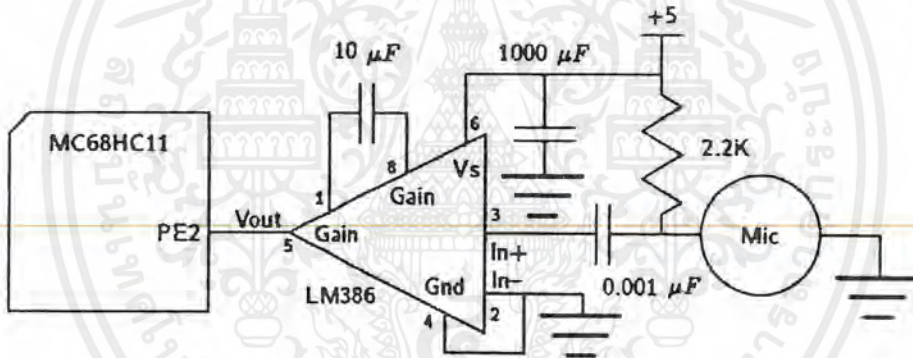 +5
10 μF
1000 μF
6
MC68HC11
Vs
2.2K
8
Gain
1
3
Vout
Gain
PE2
5
Mic
In+
In-
Gnd
LM386
0.001 μF
4
2